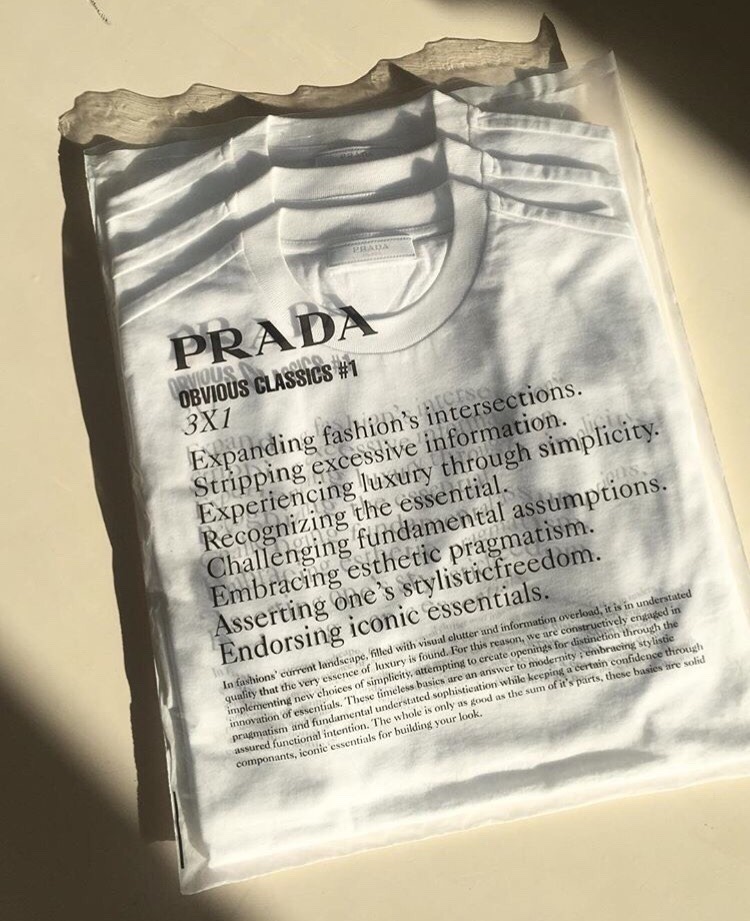 PRADA
PRADA
OBVIOUS CLASSICS #1
3X1
Expanding fashion's intersections.
Stripping excessive information.
Experiencing luxury through simplicity.
Recognizing the essential.
Challenging fundamental assumptions.
Embracing esthetic pragmatism.
Asserting one's stylisticfreedom.
Endorsing iconic essentials.
In fashions' current landscape, filled with visual clutter and information overload, it is in understated
quality that the very essence of luxury is found. For this reason, we are constructively engaged in
implementing new choices of simplicity, attempting to create openings for distinction through the
innovation of essentials. These timeless basics are an answer to modernity ; embracing stylistic
pragmatism and fundamental understated sophistication while keeping a certain confidence through
assured functional intention. The whole is only as good as the sum of it's parts, these basics are solid
componants, iconic essentials for building your look.